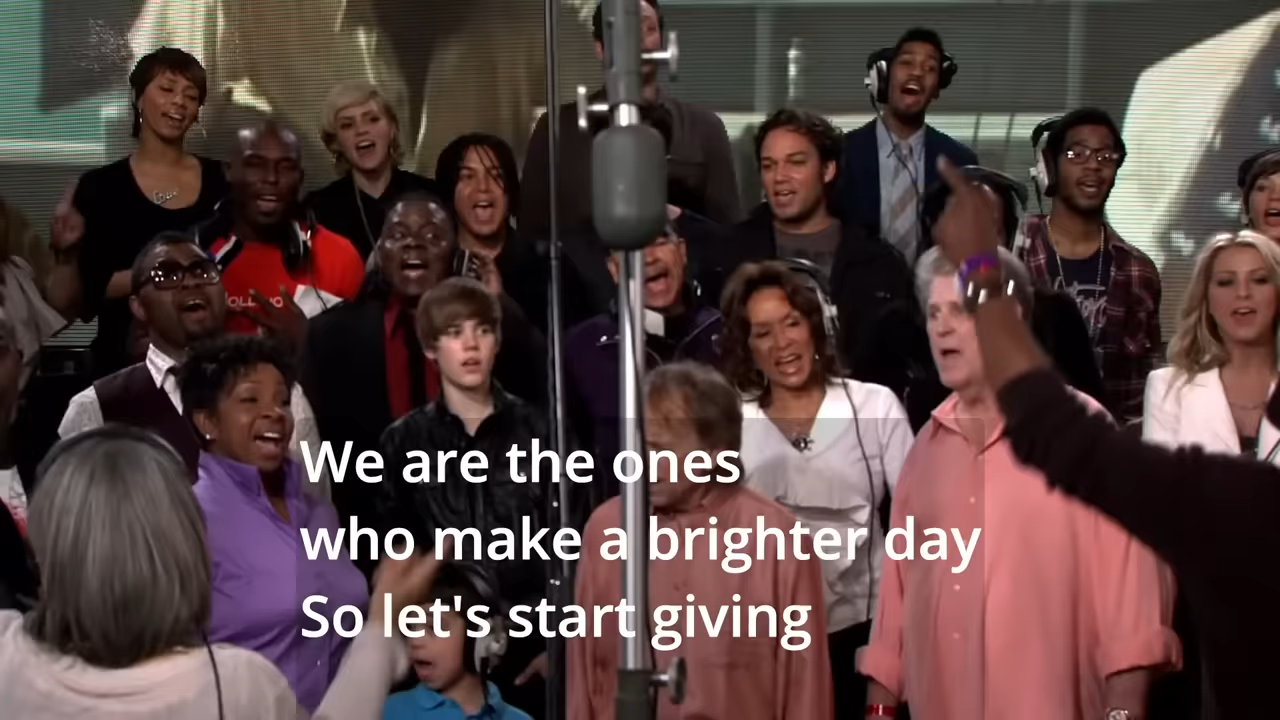 We are the ones
who make a brighter day
So let's start giving